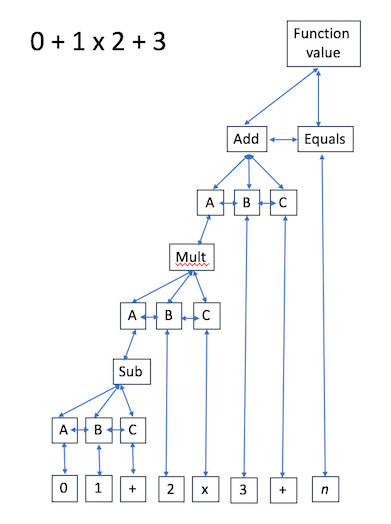 0 + 1 x 2 + 3
Function
value
Add
Equals
A
B
C
Mult
A
B
C
Sub
A
B
C
0
1
+
2
x
3
+
n